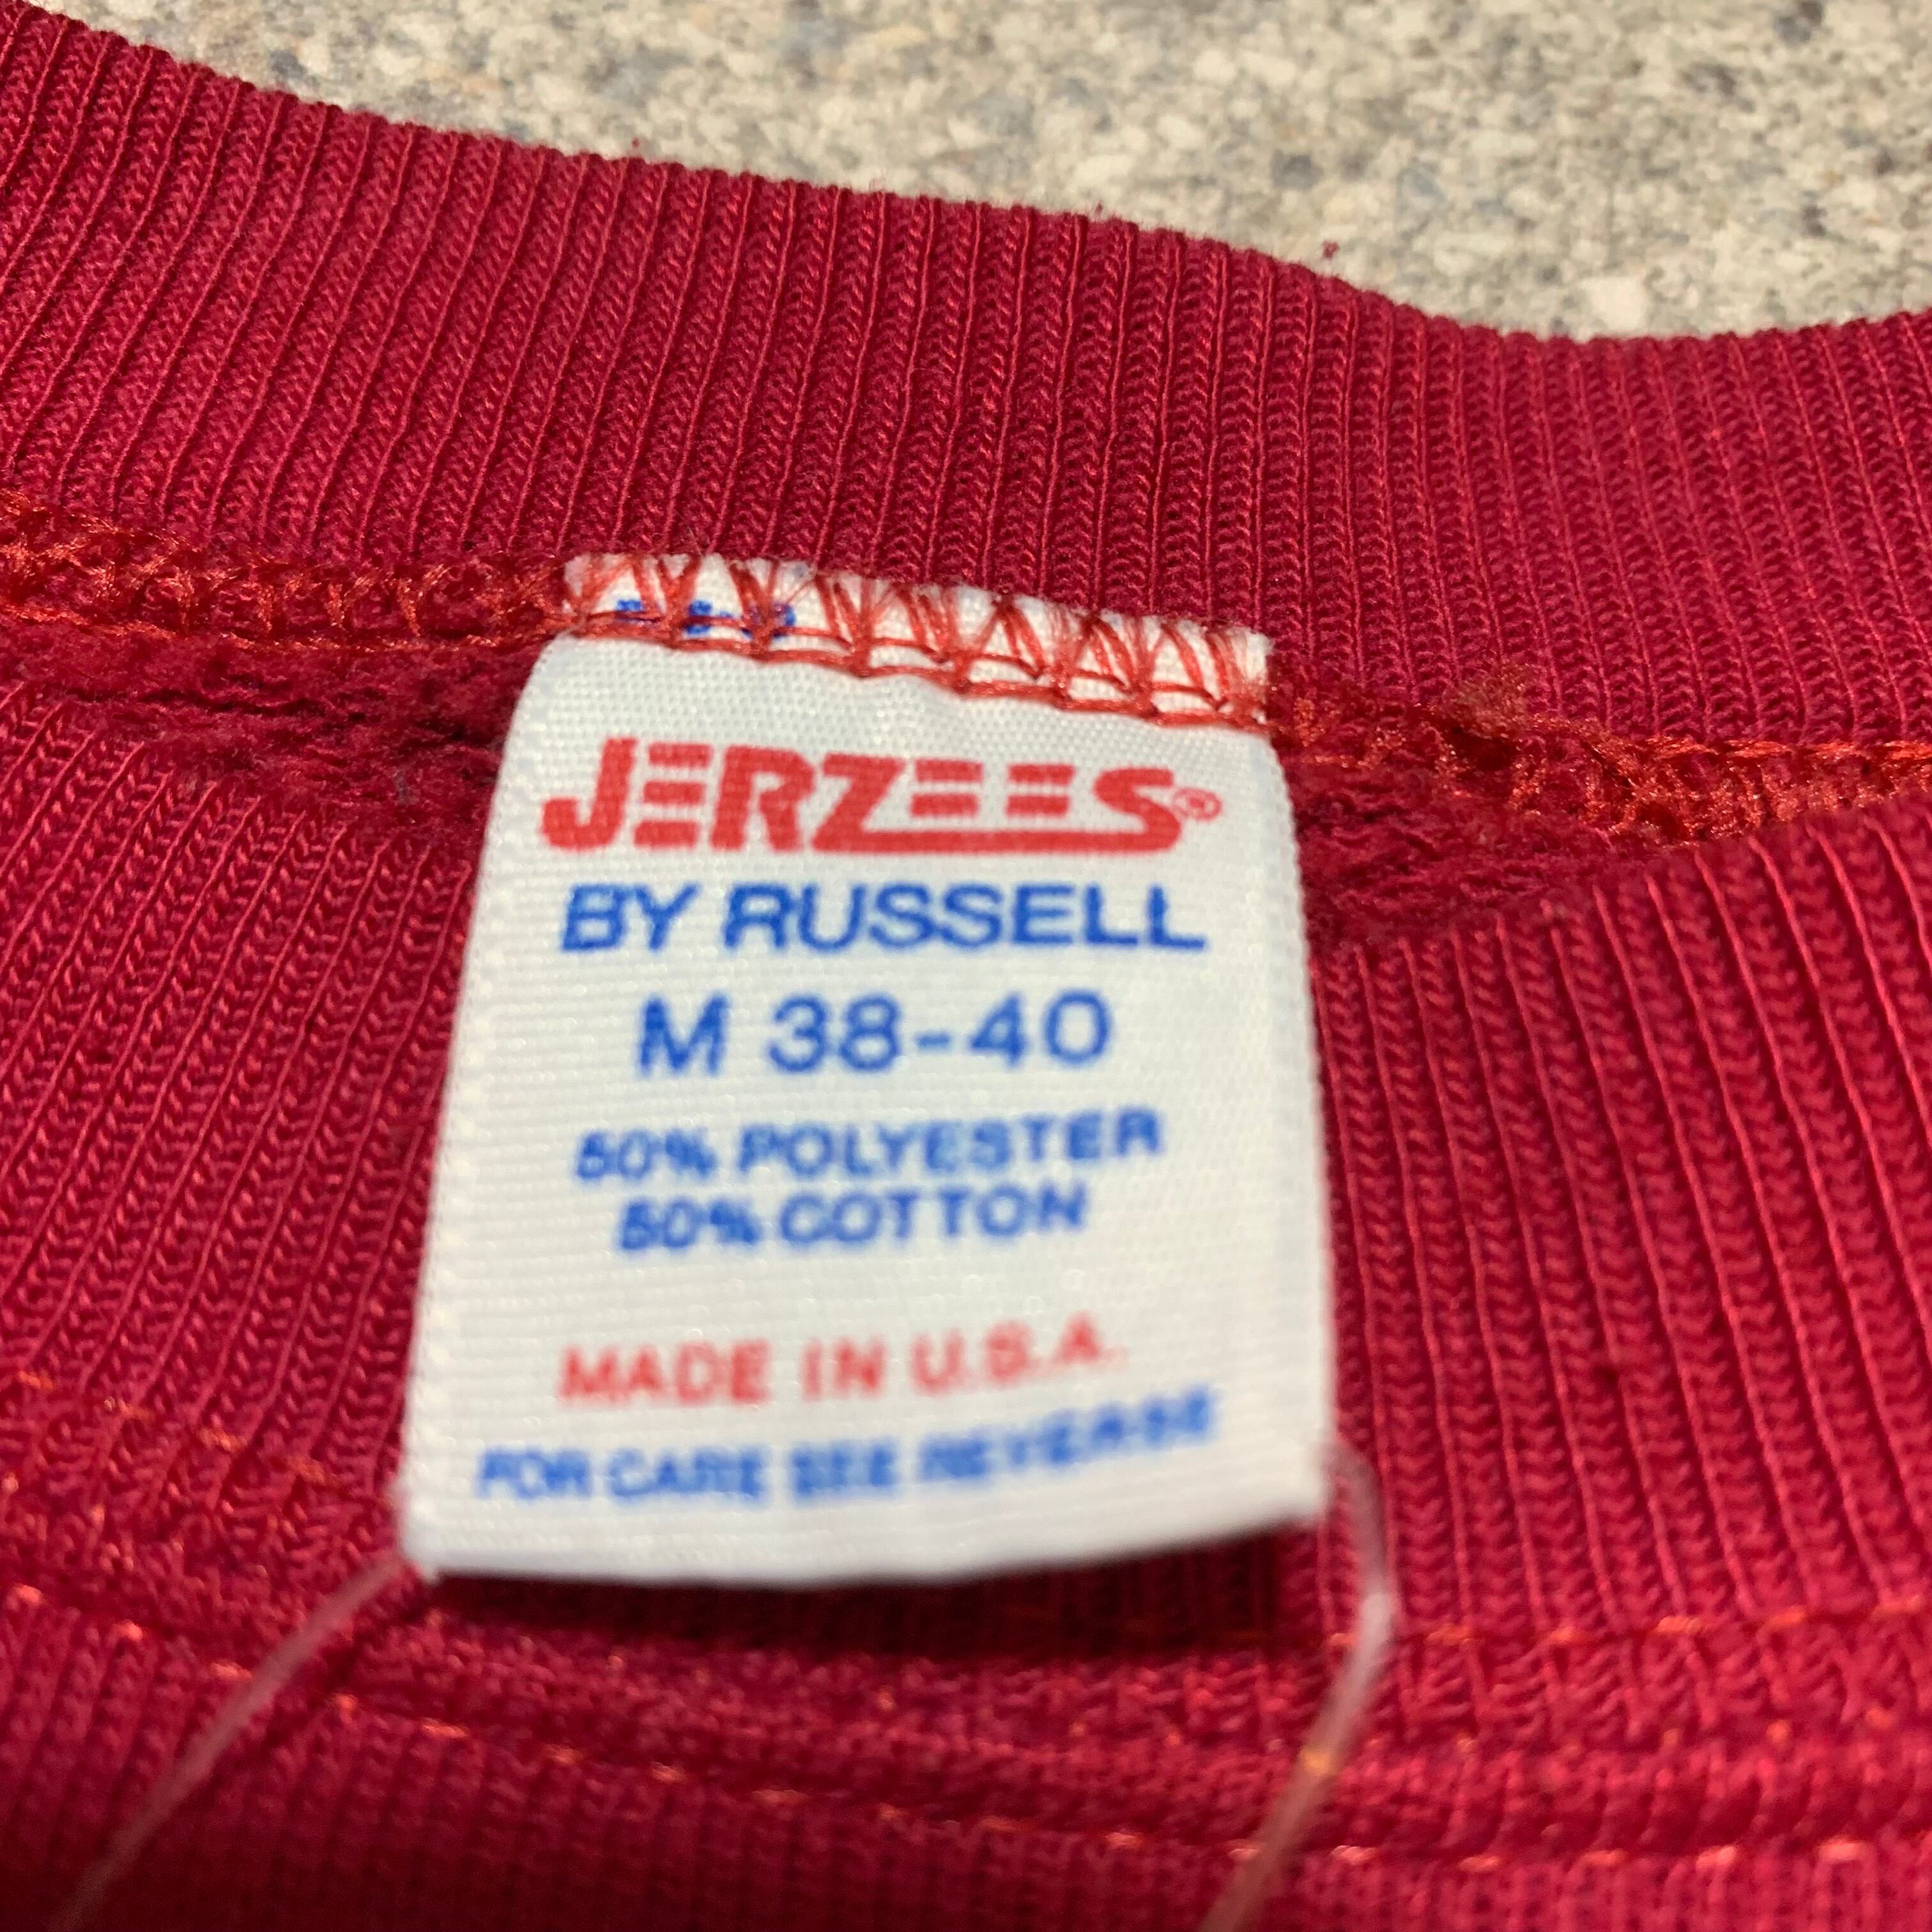 JERZEES®
BY RUSSELL
M 38-40
50% POLYESTER
50% COTTON
MADE IN U.S.A.
FOR CARE SEE REVERSE